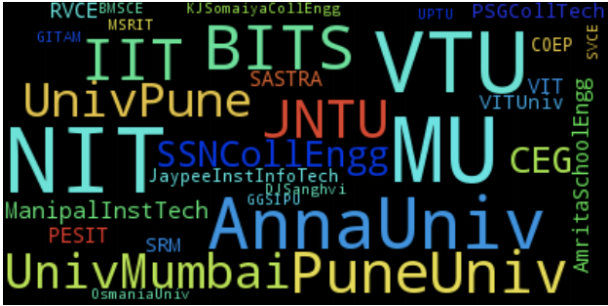 RVCE BMSCE KJSomaiyaCollEngg UPTU PSGCollTech
GITAM MSRIT
IIT BITS VTU COEP SVCE
SASTRA VIT
UnivPune JNTU VITUniv
NIT MU
SSNCollEngg CEG AmritaSchoolEngg
JaypeeInstInfoTech
DJSanghvi
GGSIPU
ManipalInstTech AnnaUniv
PESIT SRM
UnivMumbai PuneUniv
OsmaniaUniv